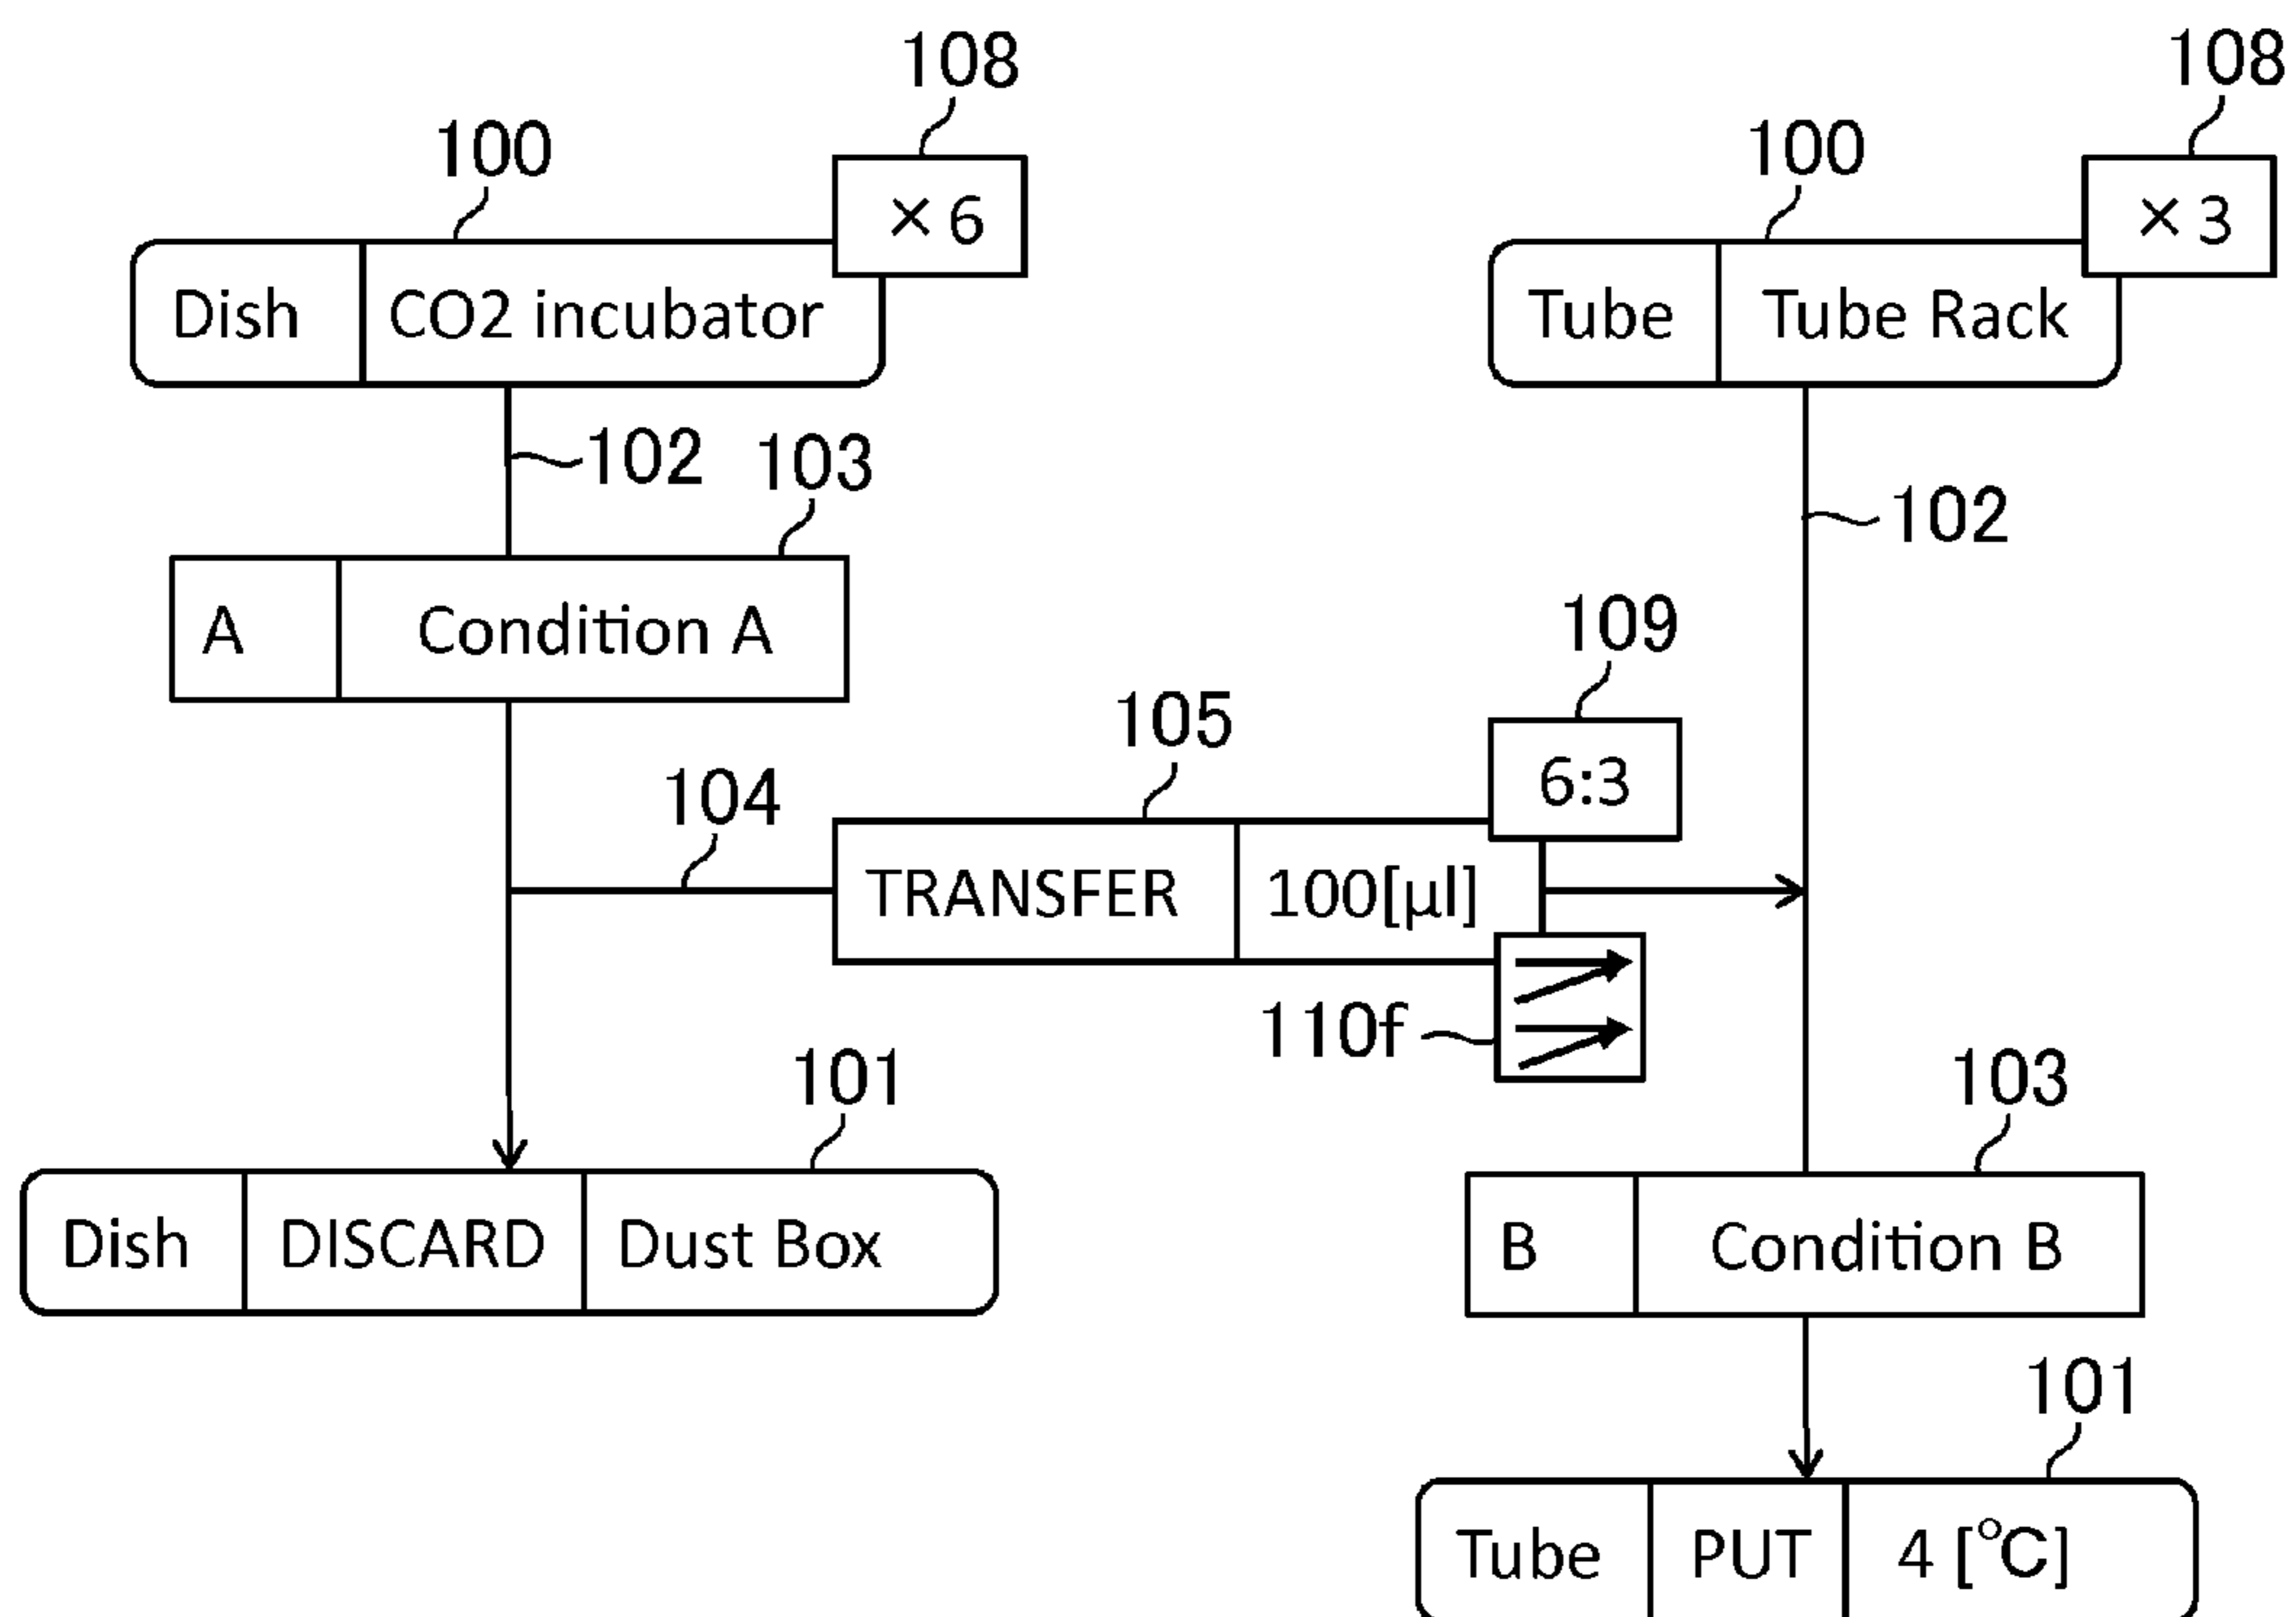 108
108
100
100
× 6
× 3
Dish CO2 incubator
Tube Tube Rack
102
103
102
A Condition A
109
105
6:3
104
TRANSFER 100[µl]
110f
101
103
Dish DISCARD Dust Box
B Condition B
101
Tube PUT 4 [℃]